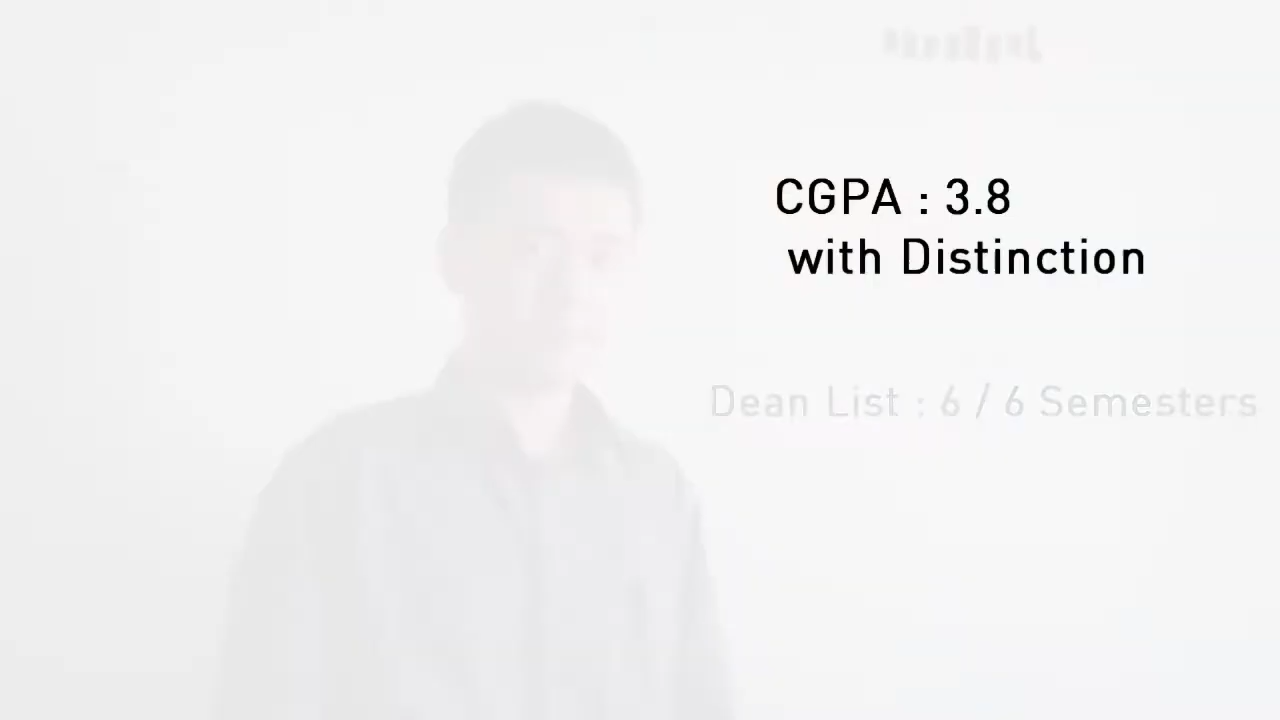 CGPA : 3.8
with Distinction
Dean List : 6 / 6 Semesters